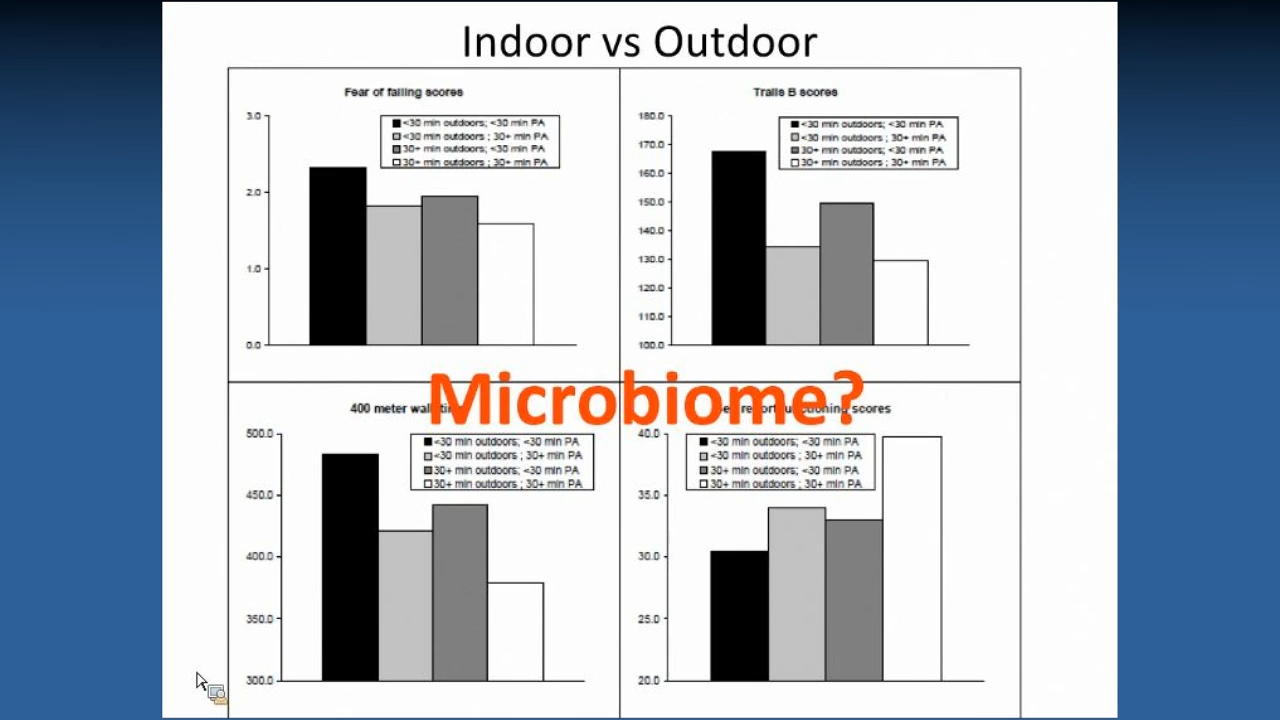 Indoor vs Outdoor
Fear of falling scores
3.0
2.0
1.0
0.0
<30 min outdoors; <30 min PA
<30 min outdoors ; 30+ min PA
30+ min outdoors; <30 min PA
30+ min outdoors ; 30+ min PA
Trails B scores
180.0
170.0
160.0
150.0
140.0
130.0
120.0
110.0
100.0
<30 min outdoors; <30 min PA
<30 min outdoors ; 30+ min PA
30+ min outdoors; <30 min PA
30+ min outdoors ; 30+ min PA
Microbiome?
400 meter
500.0
450.0
400.0
350.0
300.0
<30 min outdoors; <30 min PA
<30 min outdoors ; 30+ min PA
30+ min outdoors; <30 min PA
30+ min outdoors ; 30+ min PA
scores
40.0
35.0
30.0
25.0
20.0
<30 min outdoors; <30 min PA
<30 min outdoors ; 30+ min PA
30+ min outdoors; <30 min PA
30+ min outdoors ; 30+ min PA